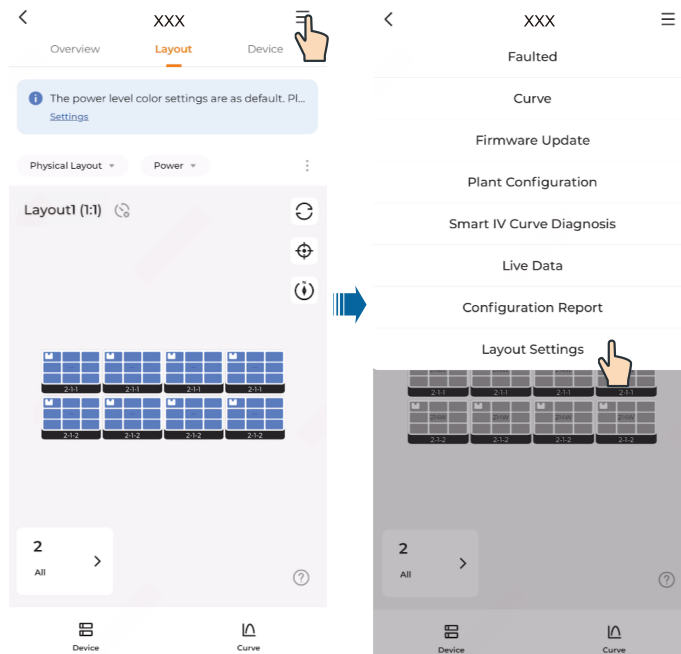 XXX
Overview
Layout
Device
The power level color settings are as default. Pl...
Settings
Physical Layout
Power
Layout1 (1:1)
2-1-1
2-1-1
2-1-1
2-1-1
2-1-2
2-1-2
2-1-2
2-1-2
2
All
?
Device
Curve
XXX
Faulted
Curve
Firmware Update
Plant Configuration
Smart IV Curve Diagnosis
Live Data
Configuration Report
Layout Settings
2-1-1
2-1-1
2-1-1
2-1-1
2-1-2
2-1-2
2-1-2
2-1-2
2
All
?
Device
Curve